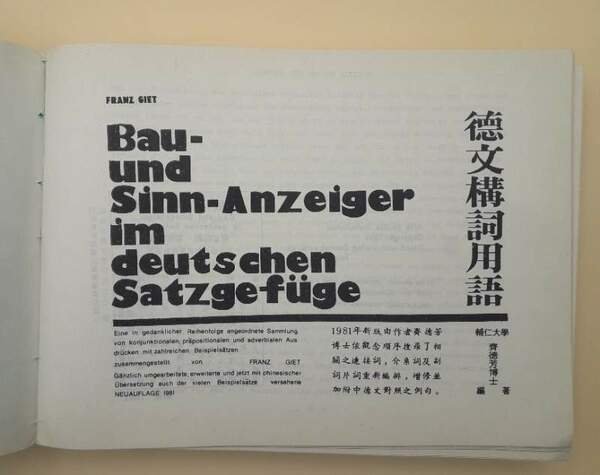 FRANZ GIET
Bau-
und
Sinn-Anzeiger
im
deutschen
Satzgefüge
德文構詞用語
Eine in gedanklicher Reihenfolge angeordnete Sammlung
von konjunktionalen, präpositionalen und adverbialen Aus
drücken mit zahlreichen Beispielsätzen
zusammengestellt von FRANZ GIET
Gänzlich umgearbeitete, erweiterte und jetzt mit chinesischer
Übersetzung auch der vielen Beispielsätze versehene
NEUAUFLAGE 1981
1981年新版由作者齊德芳
博士依觀念順序搜羅了相
關之連接詞，介系詞及副
詞片詞重新編排，增修並
加附中德文對照之例句。
輔仁大學
齊德芳博士
編著